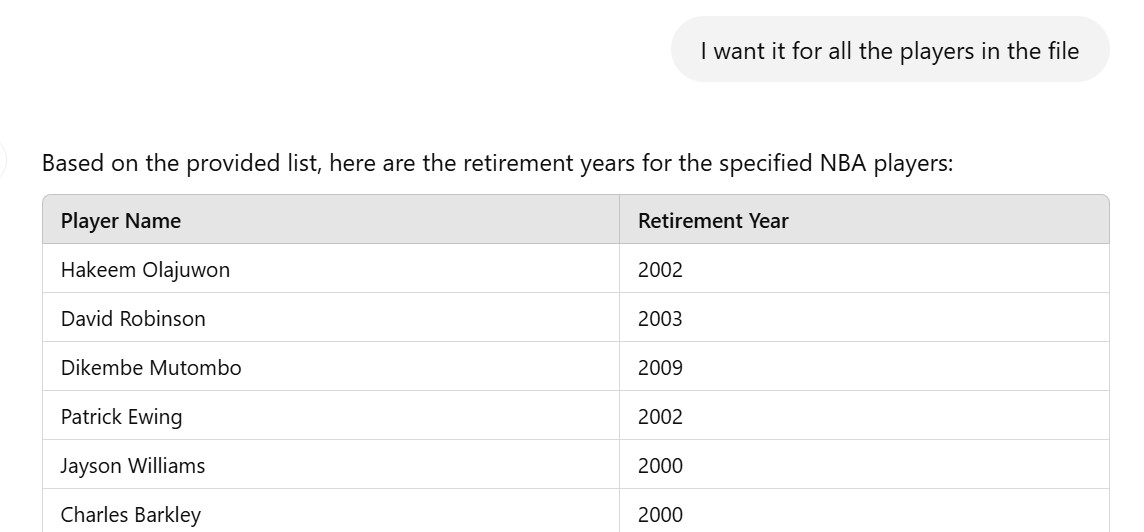 I want it for all the players in the file
Based on the provided list, here are the retirement years for the specified NBA players:
Player Name Retirement Year
Hakeem Olajuwon 2002
David Robinson 2003
Dikembe Mutombo 2009
Patrick Ewing 2002
Jayson Williams 2000
Charles Barkley 2000